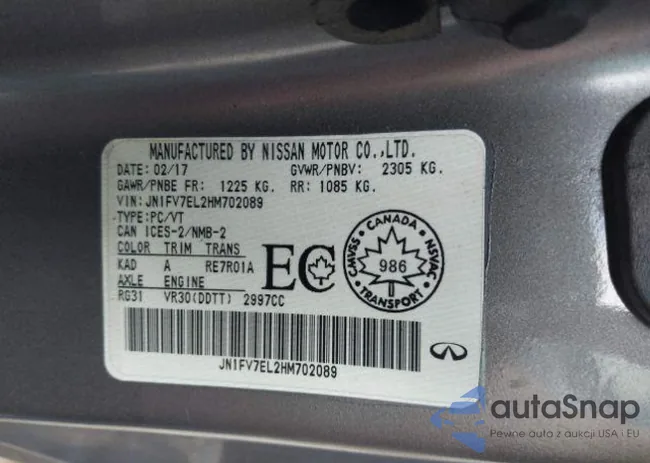 MANUFACTURED BY NISSAN MOTOR CO.,LTD.
DATE: 02/17 GVWR/PNBV: 2305 KG.
GAWR/PNBE FR: 1225 KG. RR: 1085 KG.
VIN: JN1FV7EL2HM702089
TYPE: PC/VT
CAN ICES-2/NMB-2
COLOR TRIM TRANS
KAD A RE7R01A
AXLE ENGINE
RG31 VR30(DDTT) 2997CC
EC
CANADA
CMVSS NSVAC
986
TRANSPORT
JN1FV7EL2HM702089
autaSnap
Pewne auta z aukcji USA i EU